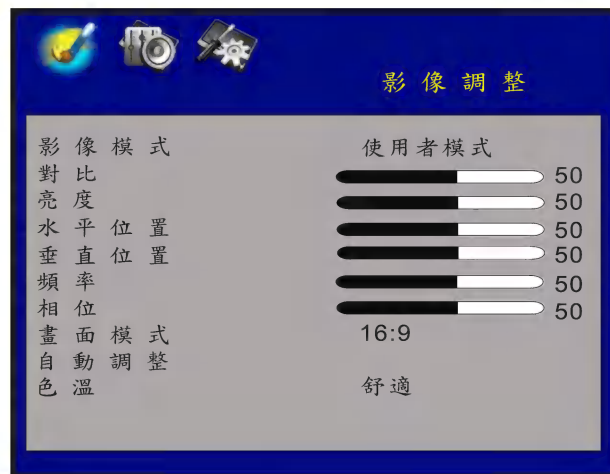 影像調整
影像模式 使用者模式
對比 50
亮度 50
水平位置 50
垂直位置 50
頻率 50
相位 50
畫面模式 16:9
自動調整
色溫 舒適